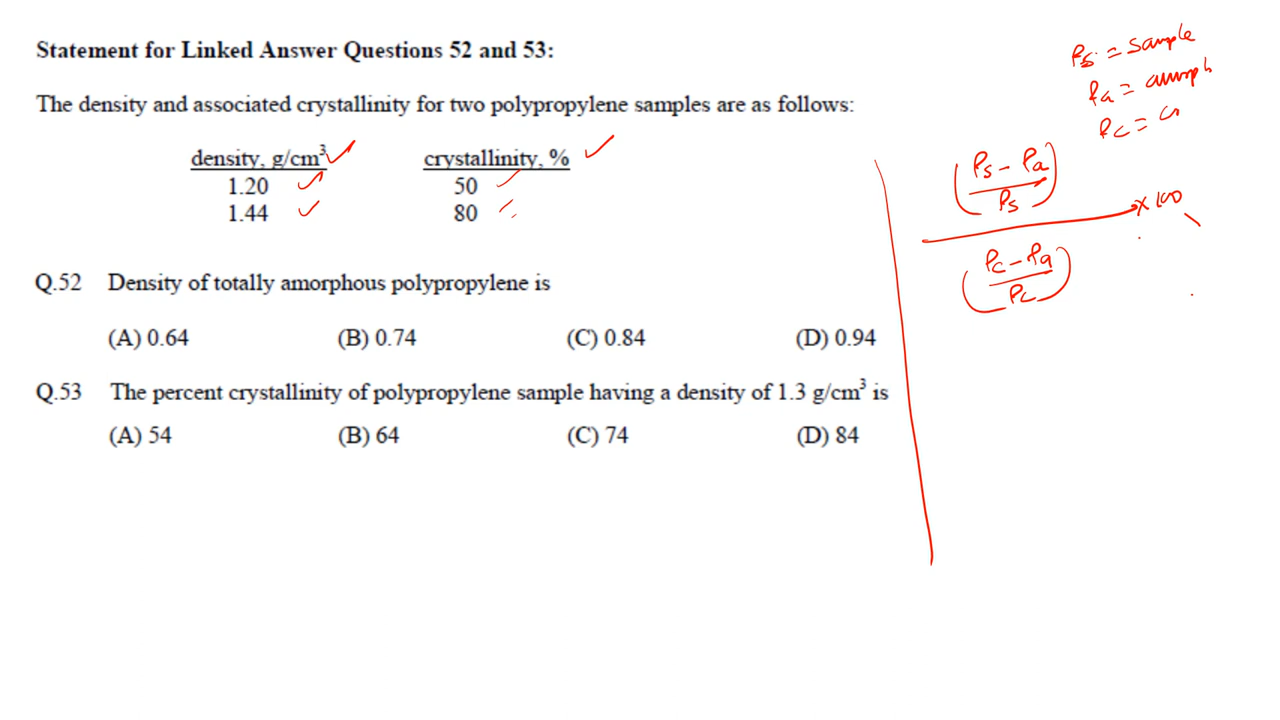 Statement for Linked Answer Questions 52 and 53:
The density and associated crystallinity for two polypropylene samples are as follows:
density, g/cm³ crystallinity, %
1.20 50
1.44 80
Q.52 Density of totally amorphous polypropylene is
(A) 0.64 (B) 0.74 (C) 0.84 (D) 0.94
Q.53 The percent crystallinity of polypropylene sample having a density of 1.3 g/cm³ is
(A) 54 (B) 64 (C) 74 (D) 84
ρs = sample
ρa = amorph
ρc =
(ρs - ρa / ρs) × 100
(ρc - ρa / ρc)